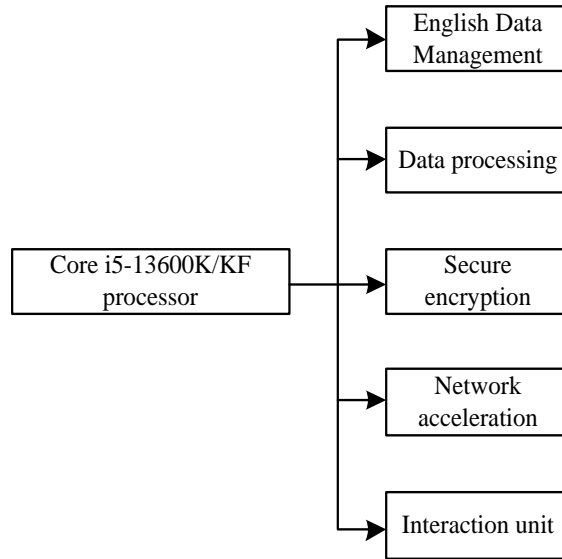 English Data
Management
Data processing
Core i5-13600K/KF
processor
Secure
encryption
Network
acceleration
Interaction unit